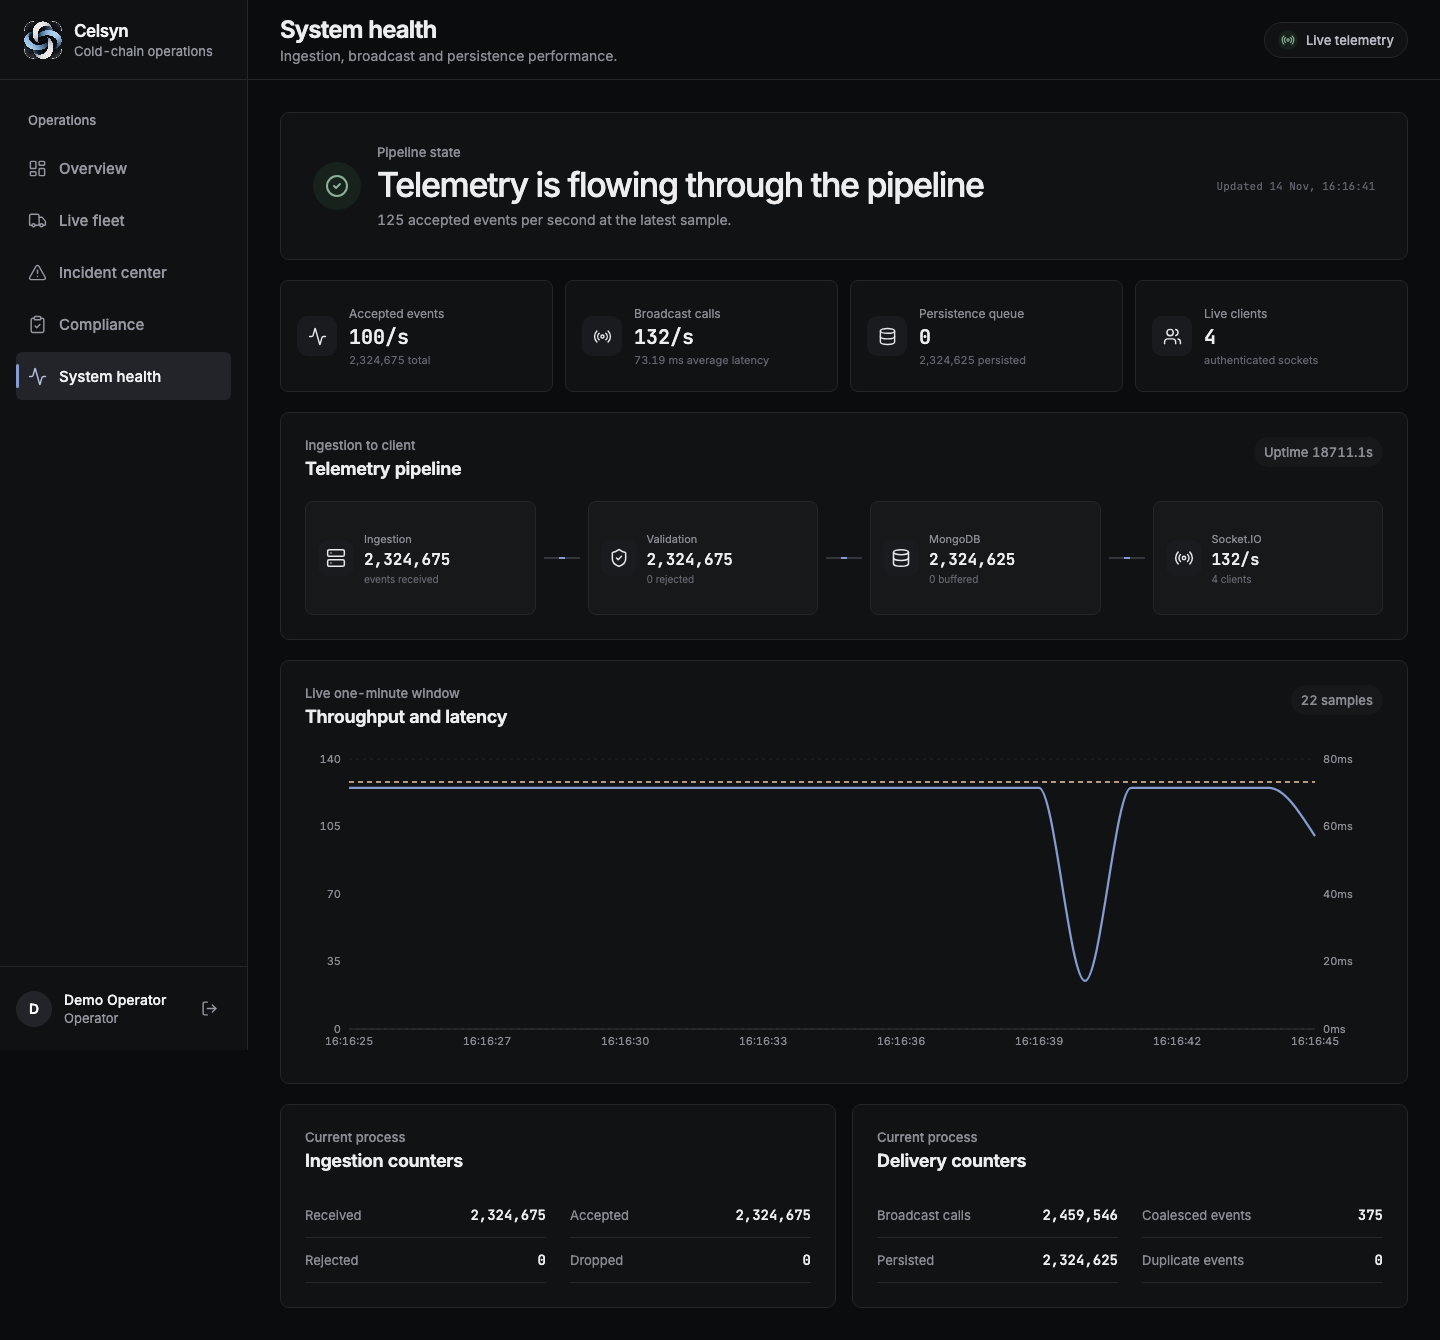 Celsyn
Cold-chain operations
Operations
Overview
Live fleet
Incident center
Compliance
System health
Demo Operator
Operator
D
System health
Ingestion, broadcast and persistence performance.
Live telemetry
Pipeline state
Telemetry is flowing through the pipeline
125 accepted events per second at the latest sample.
Updated 14 Nov, 16:16:41
Accepted events
100/s
2,324,675 total
Broadcast calls
132/s
73.19 ms average latency
Persistence queue
0
2,324,625 persisted
Live clients
4
authenticated sockets
Ingestion to client
Telemetry pipeline
Uptime 18711.1s
Ingestion
2,324,675
events received
Validation
2,324,675
0 rejected
MongoDB
2,324,625
0 buffered
Socket.IO
132/s
4 clients
Live one-minute window
Throughput and latency
22 samples
140
105
70
35
0
80ms
60ms
40ms
20ms
0ms
16:16:25 16:16:27 16:16:30 16:16:33 16:16:36 16:16:39 16:16:42 16:16:45
Current process
Ingestion counters
Received 2,324,675 Accepted 2,324,675
Rejected 0 Dropped 0
Current process
Delivery counters
Broadcast calls 2,459,546 Coalesced events 375
Persisted 2,324,625 Duplicate events 0